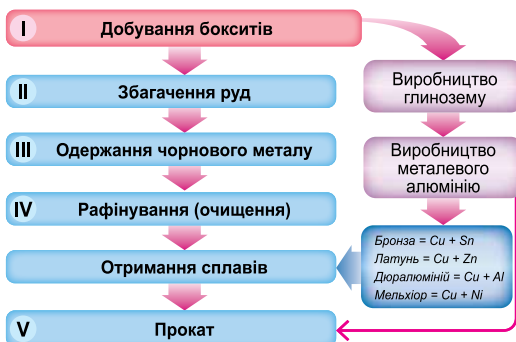 I Добування бокситів
II Збагачення руд
III Одержання чорнового металу
IV Рафінування (очищення)
Отримання сплавів
V Прокат
Виробництво
глинозему
Виробництво
металевого
алюмінію
Бронза = Cu + Sn
Латунь = Cu + Zn
Дюралюміній = Cu + Al
Мельхіор = Cu + Ni